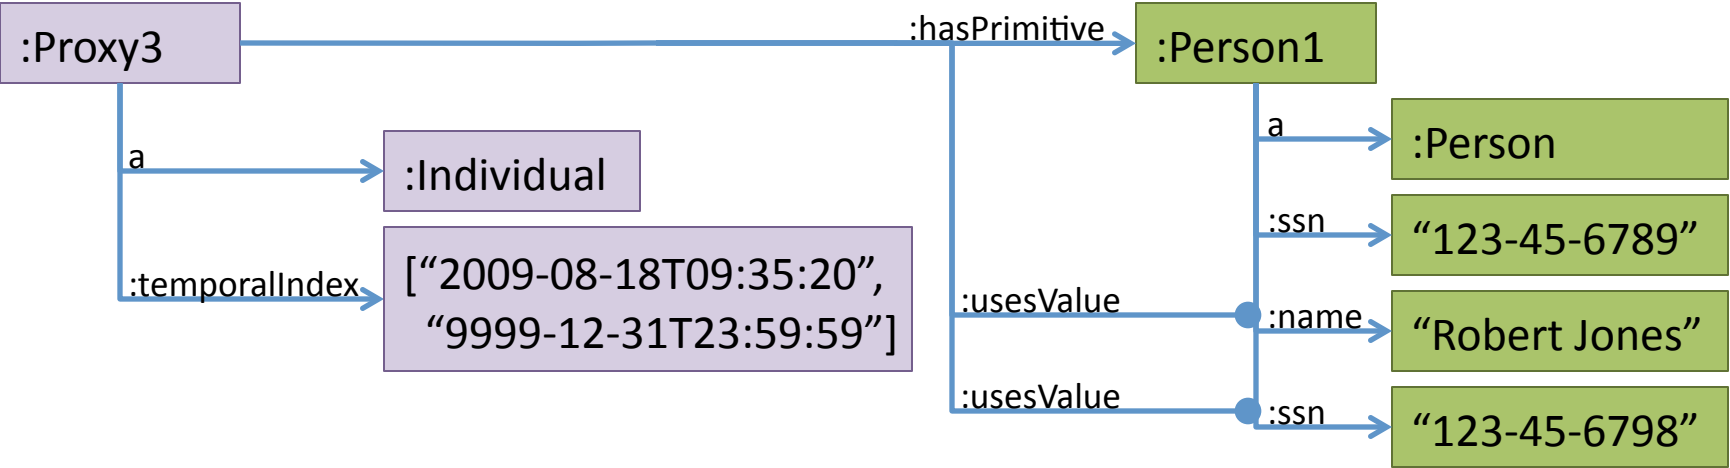 :hasPrimitive
:Proxy3
:Person1
a
:Person
a
:Individual
:ssn
“123-45-6789”
:temporalIndex
[“2009-08-18T09:35:20”,
“9999-12-31T23:59:59”]
:usesValue
:name
“Robert Jones”
:usesValue
:ssn
“123-45-6798”